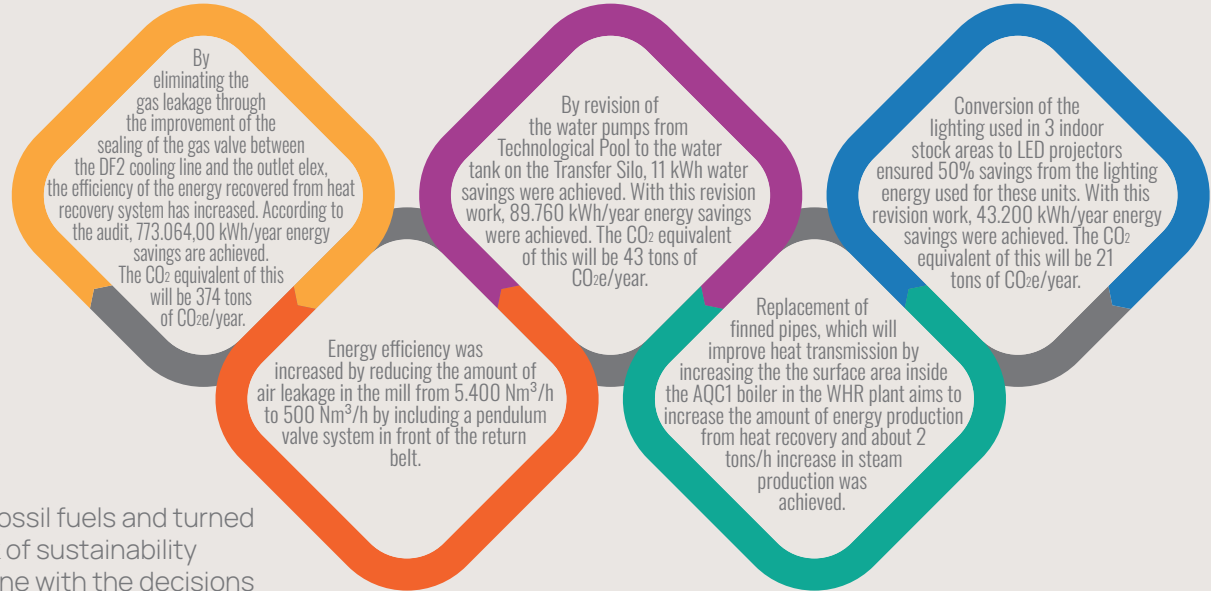 By
eliminating the
gas leakage through
the improvement of the
sealing of the gas valve between
the DF2 cooling line and the outlet elex,
the efficiency of the energy recovered from heat
recovery system has increased. According to
the audit, 773.064,00 kWh/year energy
savings are achieved.
The CO₂ equivalent of this
will be 374 tons
of CO₂e/year.
Energy efficiency was
increased by reducing the amount of
air leakage in the mill from 5.400 Nm³/h
to 500 Nm³/h by including a pendulum
valve system in front of the return
belt.
By revision of
the water pumps from
Technological Pool to the water
tank on the Transfer Silo, 11 kWh water
savings were achieved. With this revision
work, 89.760 kWh/year energy savings
were achieved. The CO₂ equivalent
of this will be 43 tons of
CO₂e/year.
Replacement of
finned pipes, which will
improve heat transmission by
increasing the the surface area inside
the AQC1 boiler in the WHR plant aims to
increase the amount of energy production
from heat recovery and about 2
tons/h increase in steam
production was
achieved.
Conversion of the
lighting used in 3 indoor
stock areas to LED projectors
ensured 50% savings from the lighting
energy used for these units. With this
revision work, 43.200 kWh/year energy
savings were achieved. The CO₂
equivalent of this will be 21
tons of CO₂e/year.
ossil fuels and turned
of sustainability
ne with the decisions